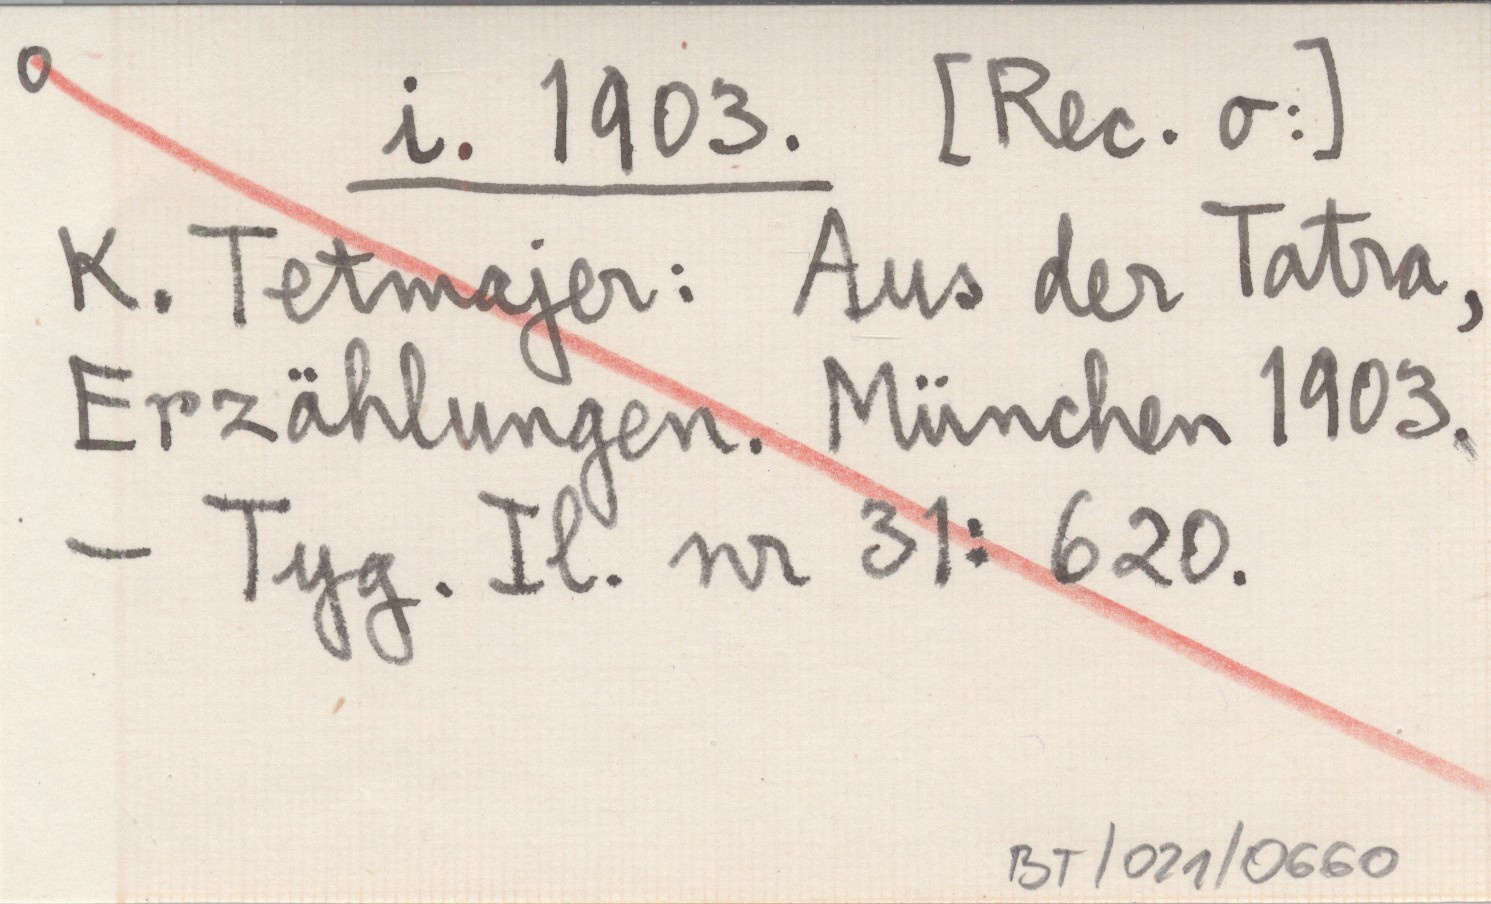 o
i. 1903. [Rec. o:]
K. Tetmajer: Aus der Tatra,
Erzählungen. München 1903.
— Tyg. Il. nr 31: 620.
BT/021/0660